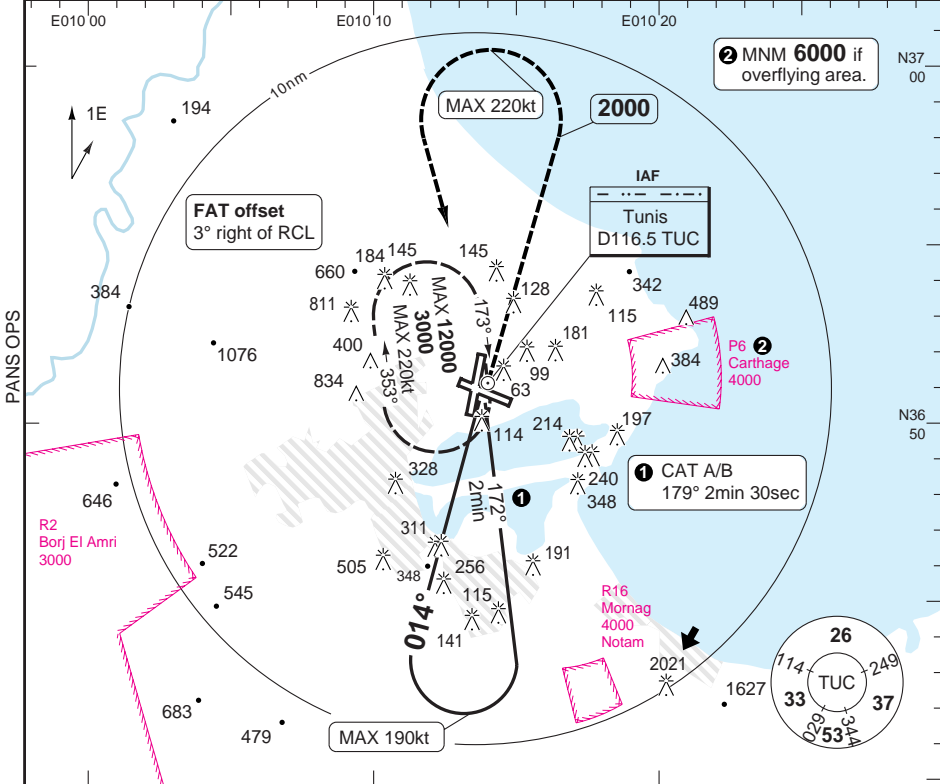 E010 00
E010 10
E010 20
N37
00
❷ MNM 6000 if
overflying area.
10nm
MAX 220kt
2000
1E
194
IAF
Tunis
D116.5 TUC
FAT offset
3° right of RCL
PANS OPS
184
145
145
660
342
384
811
128
115
489
MAX 12000
3000
MAX 220kt
173°
353°
1076
400
181
99
384
P6 ❷
Carthage
4000
834
63
N36
50
114
214
197
328
240
348
❶ CAT A/B
179° 2min 30sec
172°
2min
❶
646
R2
Borj El Amri
3000
311
522
505
348
256
191
545
115
141
014°
R16
Mornag
4000
Notam
2021
1627
683
479
MAX 190kt
26
114
249
TUC
33
37
029
344
53